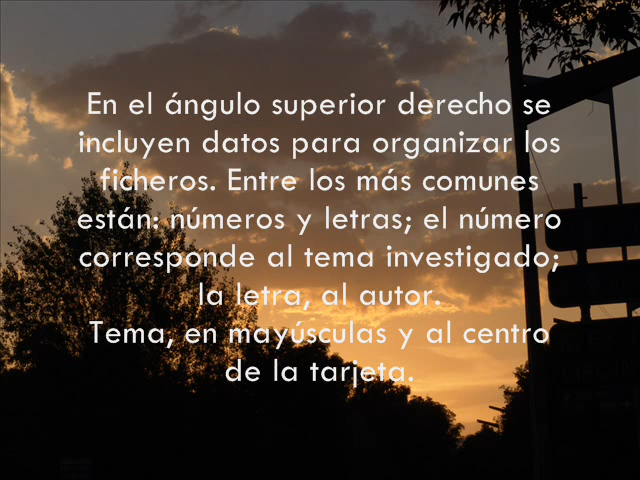 En el ángulo superior derecho se
incluyen datos para organizar los
ficheros. Entre los más comunes
están: números y letras; el número
corresponde al tema investigado;
la letra, al autor.
Tema, en mayúsculas y al centro
de la tarjeta.